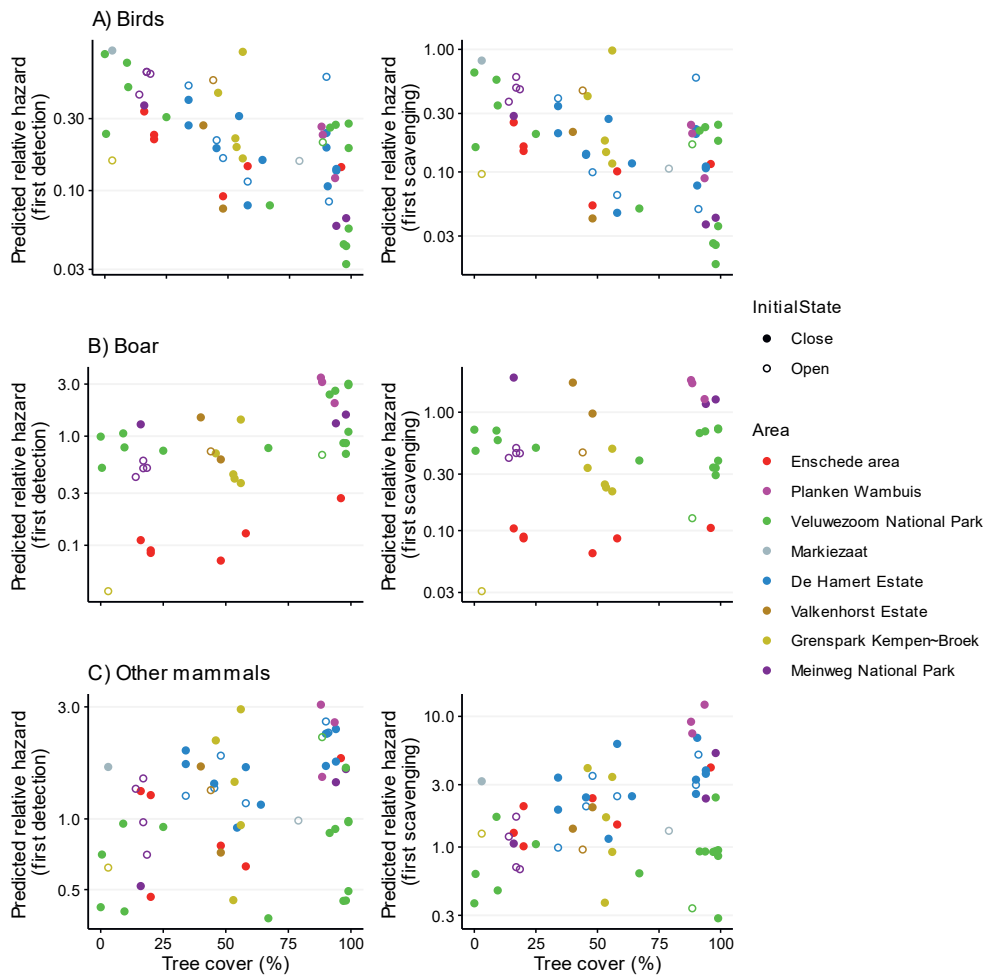 A) Birds
Predicted relative hazard
(first detection)
0.30
0.10
0.03
Predicted relative hazard
(first scavenging)
1.00
0.30
0.10
0.03
B) Boar
Predicted relative hazard
(first detection)
3.0
1.0
0.3
0.1
Predicted relative hazard
(first scavenging)
1.00
0.30
0.10
0.03
C) Other mammals
Predicted relative hazard
(first detection)
3.0
1.0
0.5
0
25
50
75
100
Tree cover (%)
Predicted relative hazard
(first scavenging)
10.0
3.0
1.0
0.3
0
25
50
75
100
Tree cover (%)
InitialState
Close
Open
Area
Enschede area
Planken Wambuis
Veluwezoom National Park
Markiezaat
De Hamert Estate
Valkenhorst Estate
Grenspark Kempen~Broek
Meinweg National Park